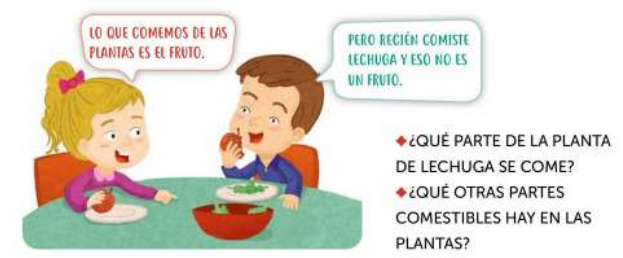 LO QUE COMEMOS DE LAS
PLANTAS ES EL FRUTO.
PERO RECIÉN COMISTE
LECHUGA Y ESO NO ES
UN FRUTO.
◆¿QUÉ PARTE DE LA PLANTA
DE LECHUGA SE COME?
◆¿QUÉ OTRAS PARTES
COMESTIBLES HAY EN LAS
PLANTAS?